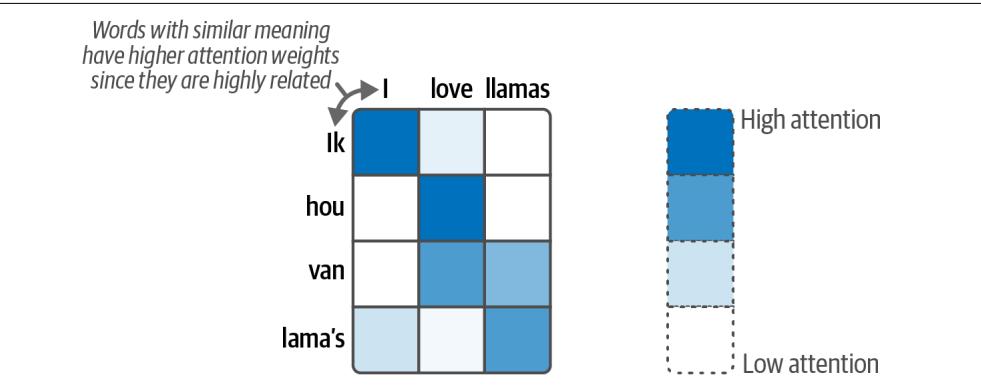 Words with similar meaning
have higher attention weights
since they are highly related
I love llamas
Ik
hou
van
lama's
High attention
Low attention